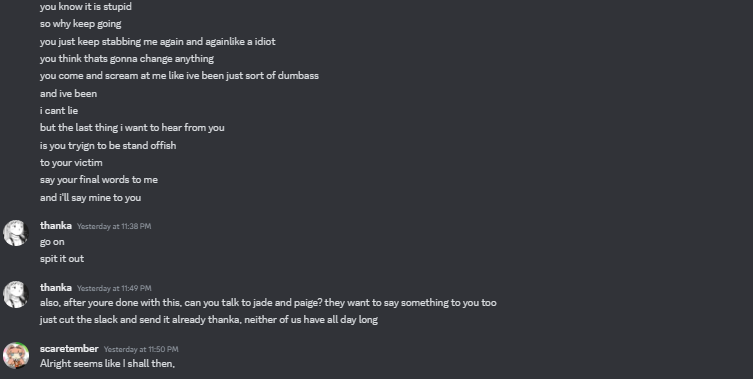 you know it is stupid
so why keep going
you just keep stabbing me again and againlike a idiot
you think thats gonna change anything
you come and scream at me like ive been just sort of dumbass
and ive been
i cant lie
but the last thing i want to hear from you
is you tryign to be stand offish
to your victim
say your final words to me
and i'll say mine to you
thanka Yesterday at 11:38 PM
go on
spit it out
thanka Yesterday at 11:49 PM
also, after youre done with this, can you talk to jade and paige? they want to say something to you too
just cut the slack and send it already thanka, neither of us have all day long
scaretember Yesterday at 11:50 PM
Alright seems like I shall then,